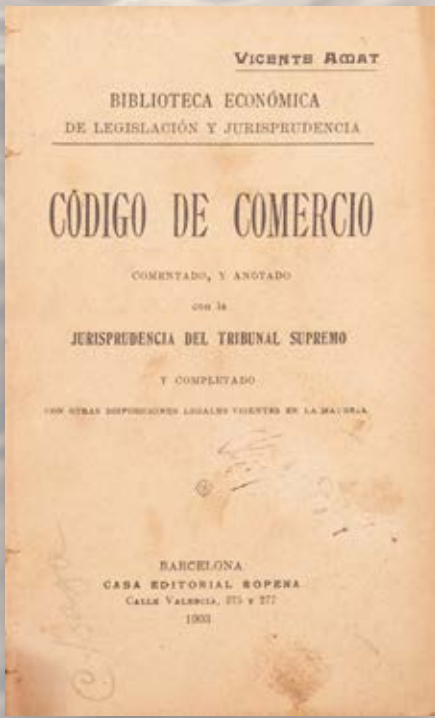 VICENTE AMAT
BIBLIOTECA ECONÓMICA
DE LEGISLACIÓN Y JURISPRUDENCIA
CÓDIGO DE COMERCIO
COMENTADO, Y ANOTADO
con la
JURISPRUDENCIA DEL TRIBUNAL SUPREMO
Y COMPLETADO
CON OTRAS DISPOSICIONES LEGALES VIGENTES EN LA MATERIA
BARCELONA
CASA EDITORIAL SOPENA
CALLE VALENCIA, 275 Y 277
1903